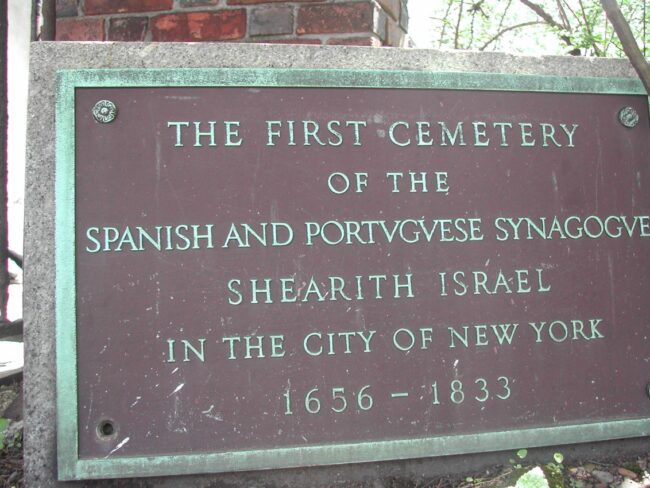 THE FIRST CEMETERY
OF THE
SPANISH AND PORTVGVESE SYNAGOGVE
SHEARITH ISRAEL
IN THE CITY OF NEW YORK
1656 - 1833